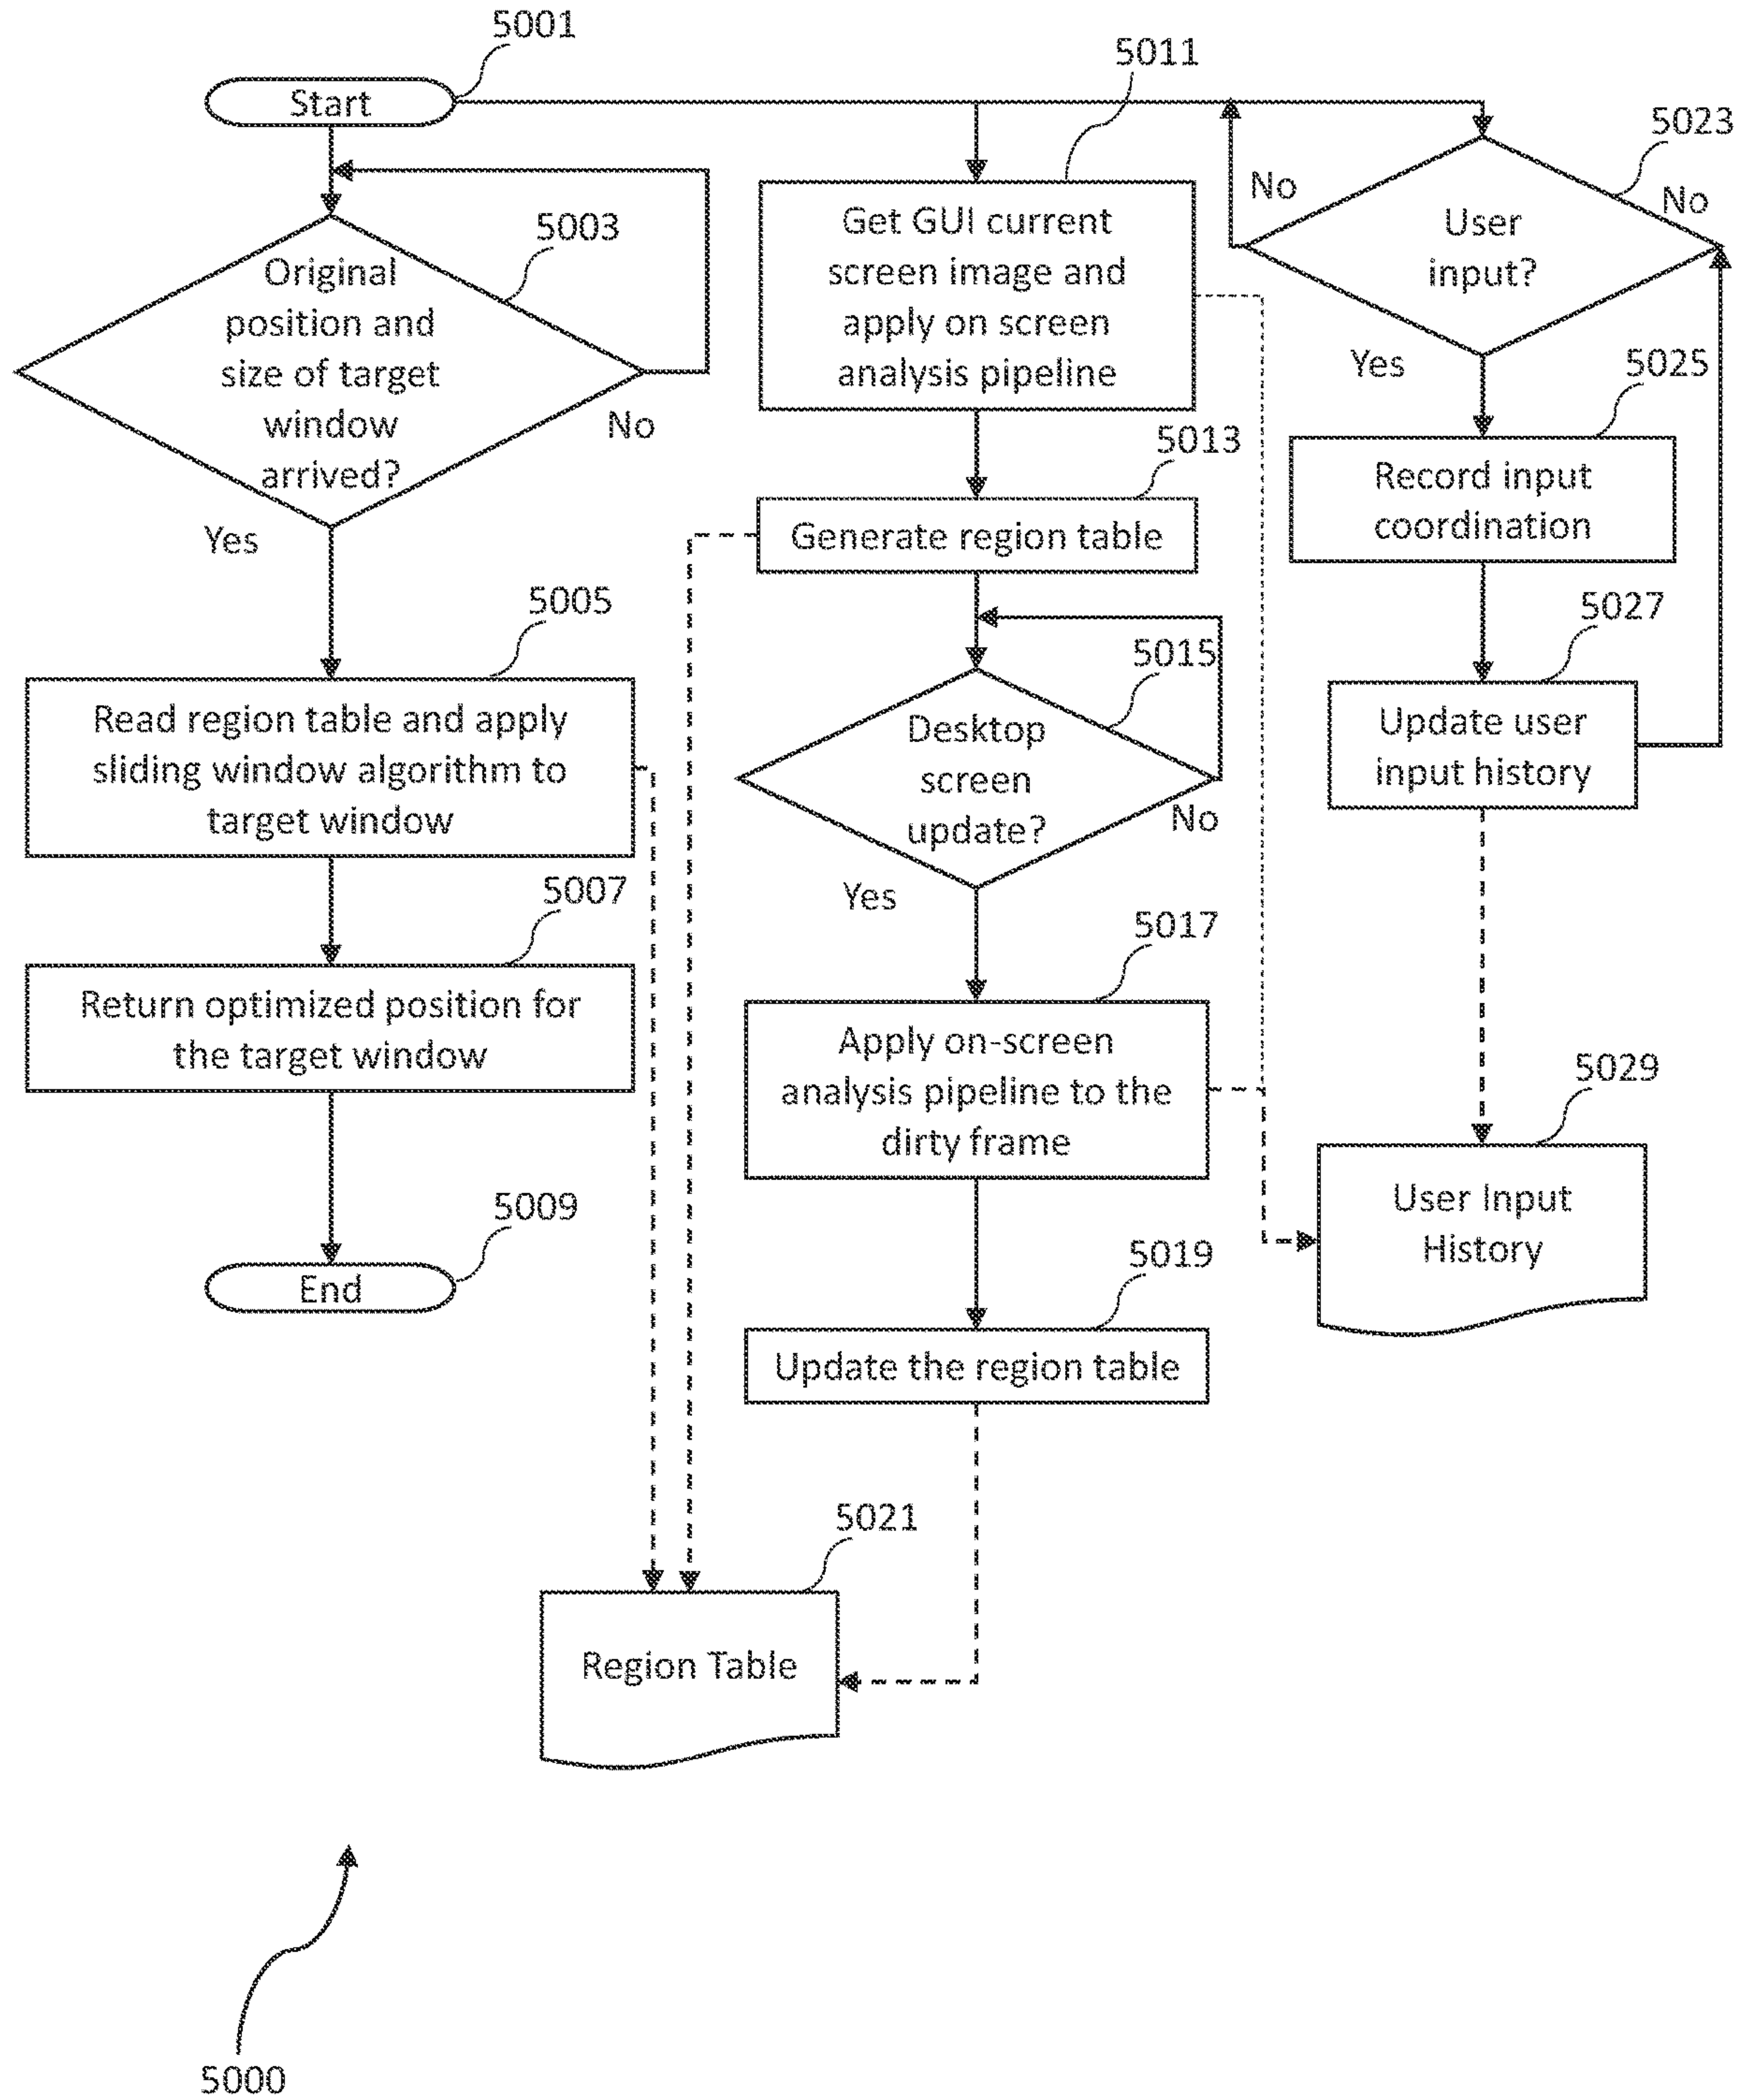 5001
Start
5003
Original
position and
size of target
window
arrived?
No
Yes
5005
Read region table and apply
sliding window algorithm to
target window
5007
Return optimized position for
the target window
5009
End
5011
Get GUI current
screen image and
apply on screen
analysis pipeline
5013
Generate region table
5015
Desktop
screen
update?
No
Yes
5017
Apply on-screen
analysis pipeline to the
dirty frame
5019
Update the region table
5021
Region Table
5023
No
No
User
input?
Yes
5025
Record input
coordination
5027
Update user
input history
5029
User Input
History
5000